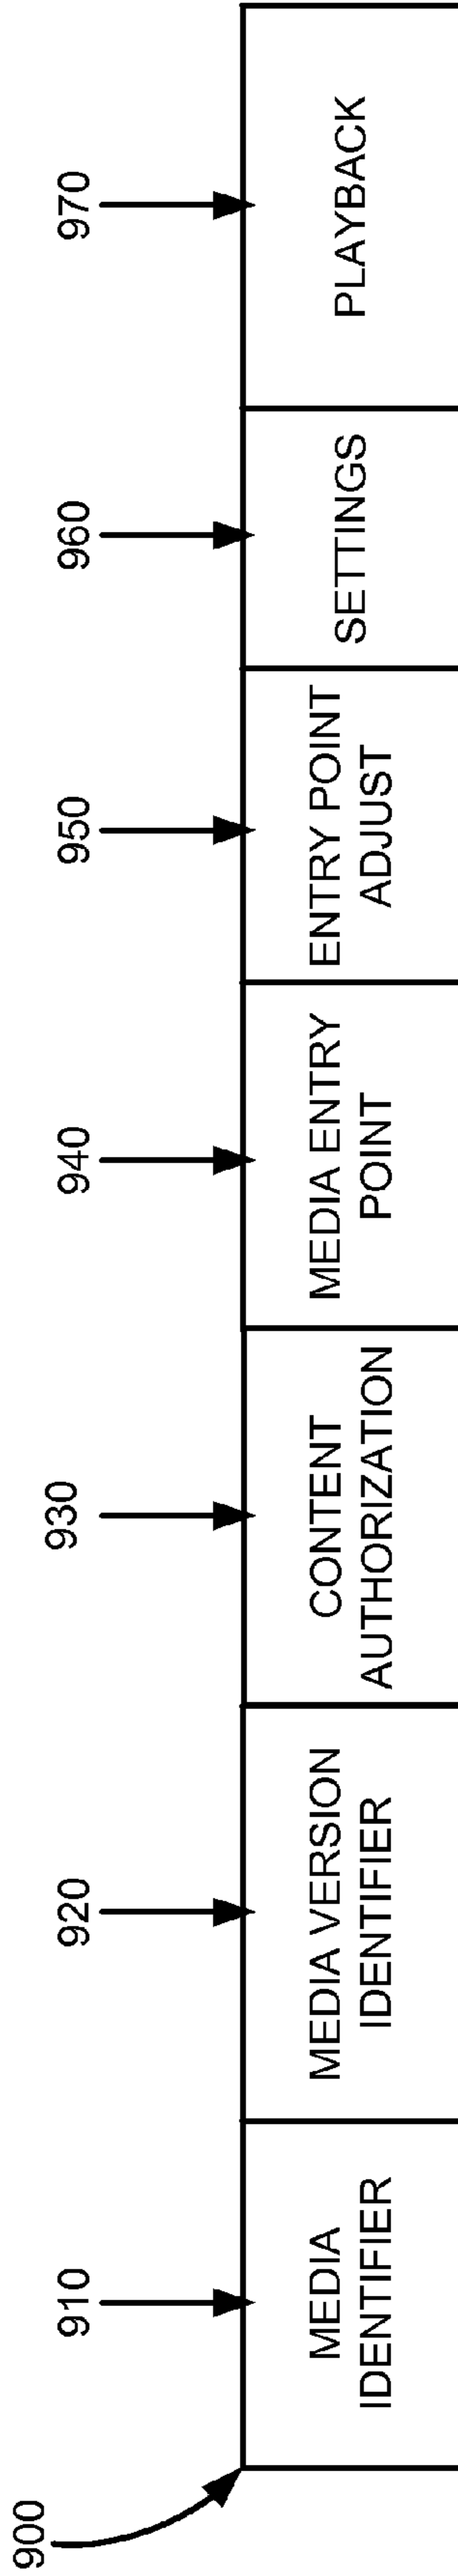 900
910
920
930
940
950
960
970
MEDIA
IDENTIFIER
MEDIA VERSION
IDENTIFIER
CONTENT
AUTHORIZATION
MEDIA ENTRY
POINT
ENTRY POINT
ADJUST
SETTINGS
PLAYBACK